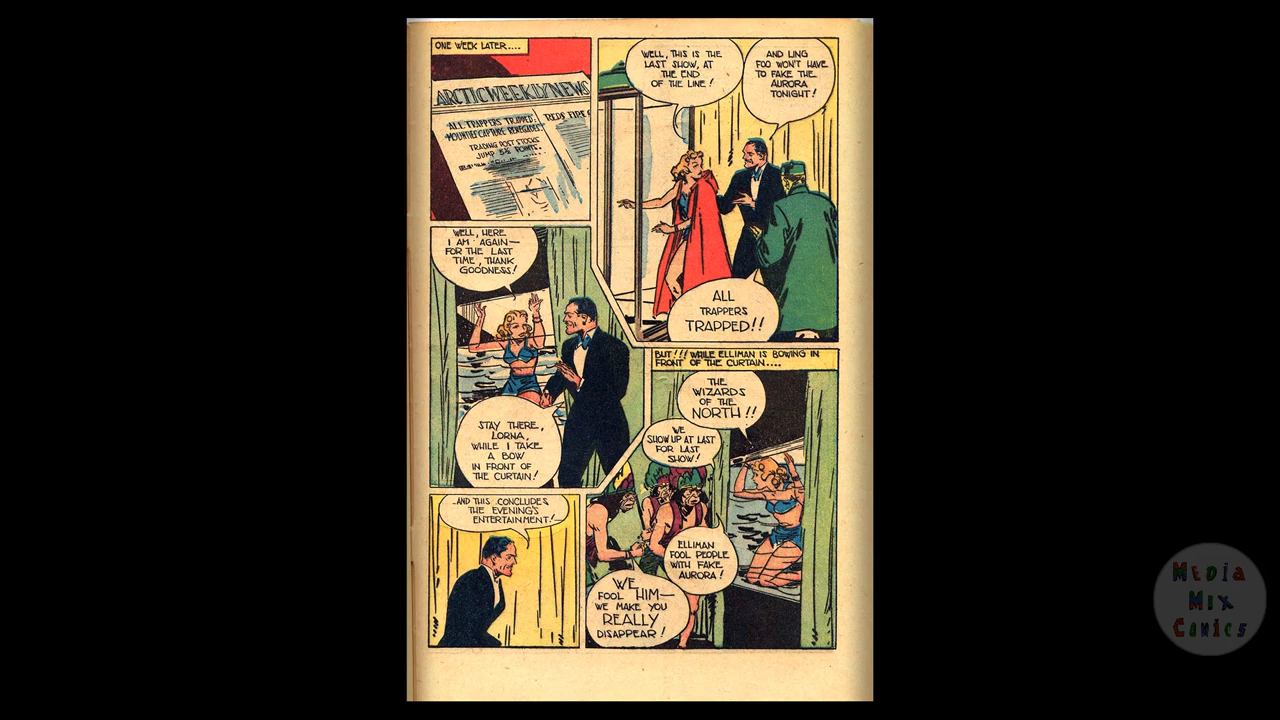 ONE WEEK LATER....
ARCTIC WEEKLY NEWS
ALL TRAPPERS TRAPPED;
MOUNTIES CAPTURE RENEGADES!
TRADING POST STOCKS
JUMP 5⅝ POINTS.
REDS FIRE
WELL, THIS IS THE
LAST SHOW, AT
THE END
OF THE LINE!
AND LING
FOO WON'T HAVE
TO FAKE THE
AURORA
TONIGHT!
ALL
TRAPPERS
TRAPPED!!
WELL, HERE
I AM AGAIN—
FOR THE LAST
TIME, THANK
GOODNESS!
STAY THERE,
LORNA,
WHILE I TAKE
A BOW
IN FRONT OF
THE CURTAIN!
BUT!!! WHILE ELLIMAN IS BOWING IN
FRONT OF THE CURTAIN....
THE
WIZARDS
OF THE
NORTH!!
WE
SHOW UP AT LAST
FOR LAST
SHOW!
ELLIMAN
FOOL PEOPLE
WITH FAKE
AURORA!
WE
FOOL HIM—
WE MAKE YOU
REALLY
DISAPPEAR!
..AND THIS CONCLUDES
THE EVENING'S
ENTERTAINMENT!—
MEDIA
MIX
COMICS